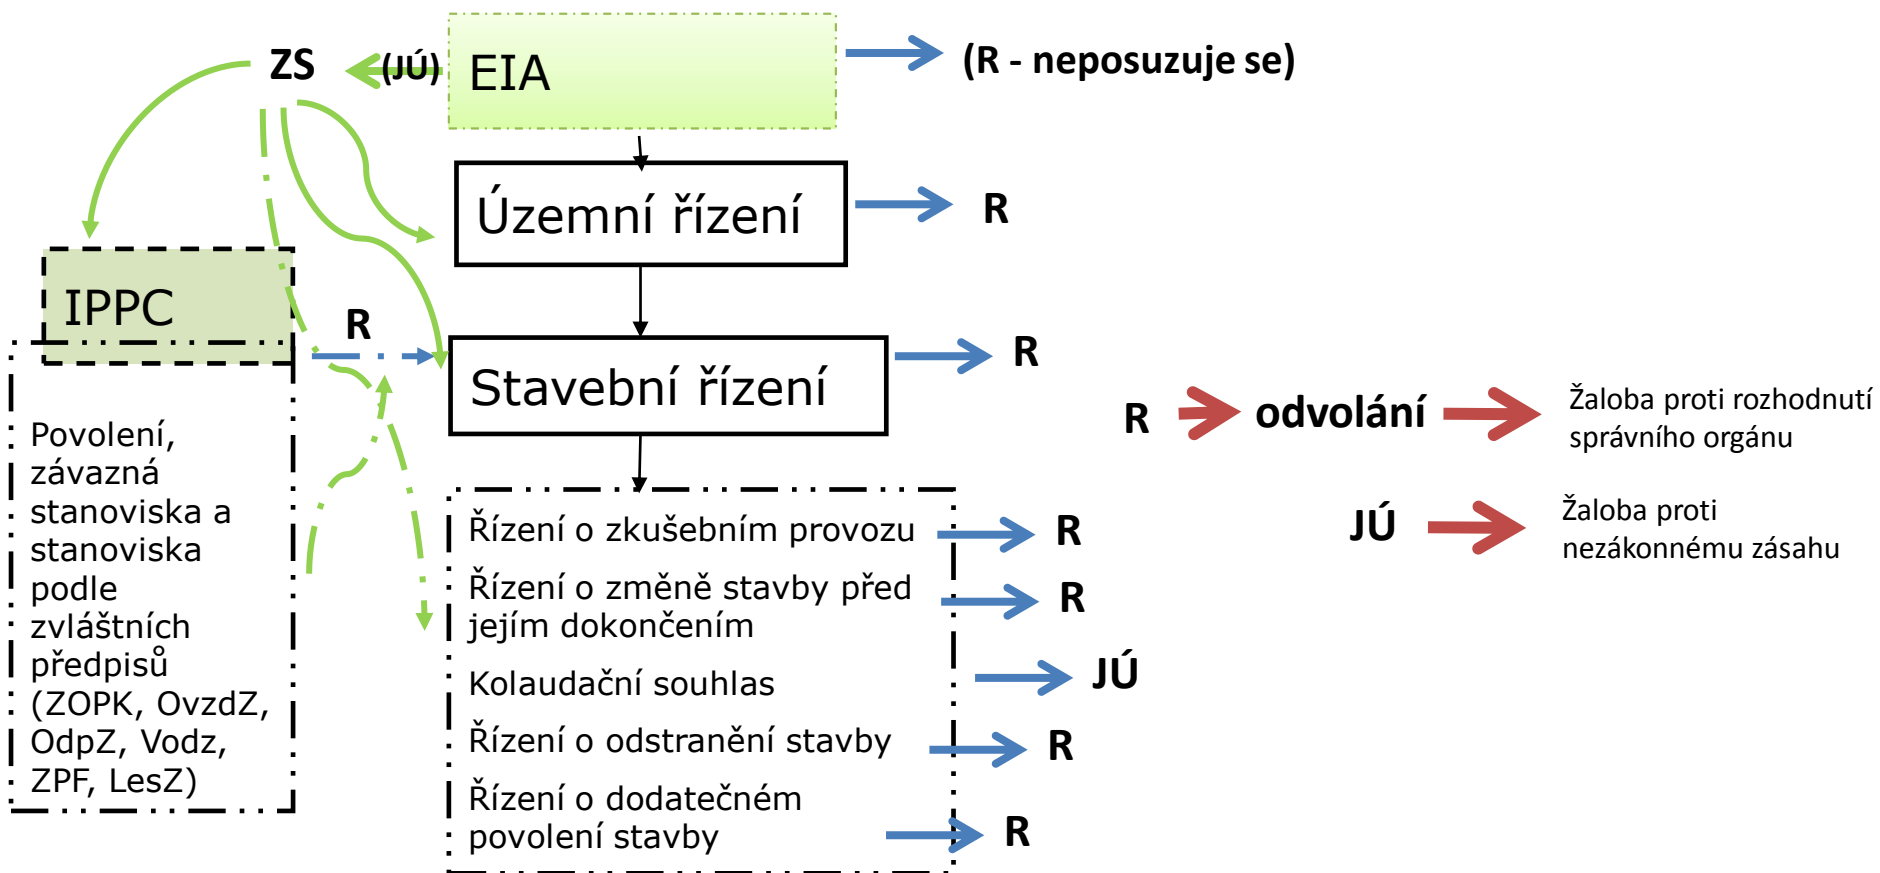 ZS
(JÚ)
EIA
(R - neposuzuje se)
Územní řízení
R
IPPC
R
Stavební řízení
R
Povolení,
závazná
stanoviska a
stanoviska
podle
zvláštních
předpisů
(ZOPK, OvzdZ,
OdpZ, Vodz,
ZPF, LesZ)
Řízení o zkušebním provozu
R
Řízení o změně stavby před
jejím dokončením
R
Kolaudační souhlas
JÚ
Řízení o odstranění stavby
R
Řízení o dodatečném
povolení stavby
R
R
odvolání
Žaloba proti rozhodnutí
správního orgánu
JÚ
Žaloba proti
nezákonnému zásahu